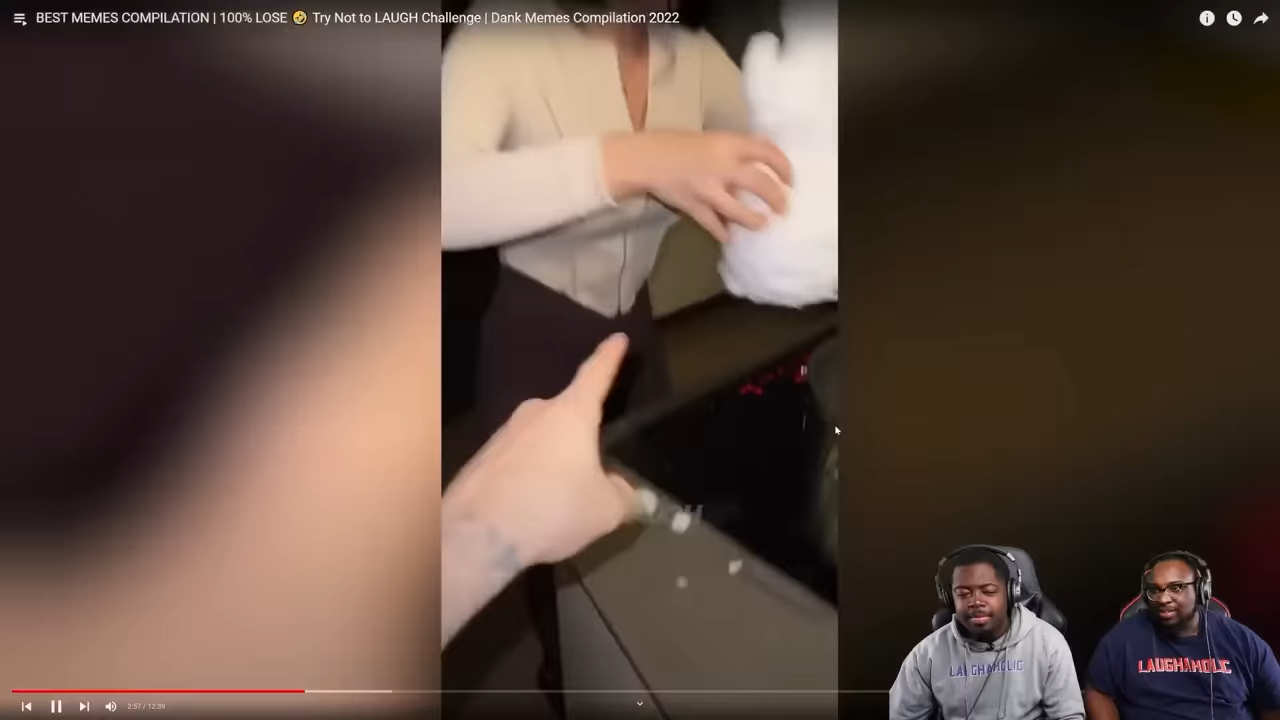 BEST MEMES COMPILATION | 100% LOSE 🤣 Try Not to LAUGH Challenge | Dank Memes Compilation 2022
2:57 / 12:39
LAUGHAHOLIC
LAUGHAHOLIC